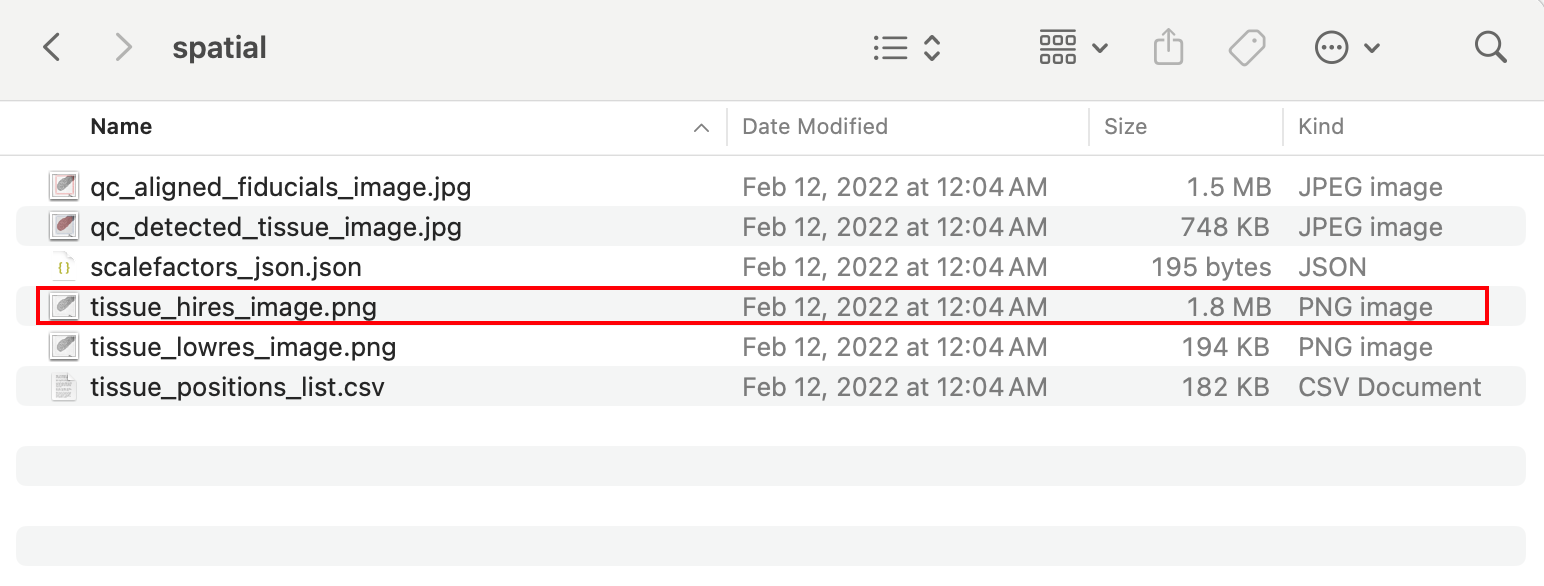 spatial
Name Date Modified Size Kind
qc_aligned_fiducials_image.jpg Feb 12, 2022 at 12:04 AM 1.5 MB JPEG image
qc_detected_tissue_image.jpg Feb 12, 2022 at 12:04 AM 748 KB JPEG image
scalefactors_json.json Feb 12, 2022 at 12:04 AM 195 bytes JSON
tissue_hires_image.png Feb 12, 2022 at 12:04 AM 1.8 MB PNG image
tissue_lowres_image.png Feb 12, 2022 at 12:04 AM 194 KB PNG image
tissue_positions_list.csv Feb 12, 2022 at 12:04 AM 182 KB CSV Document